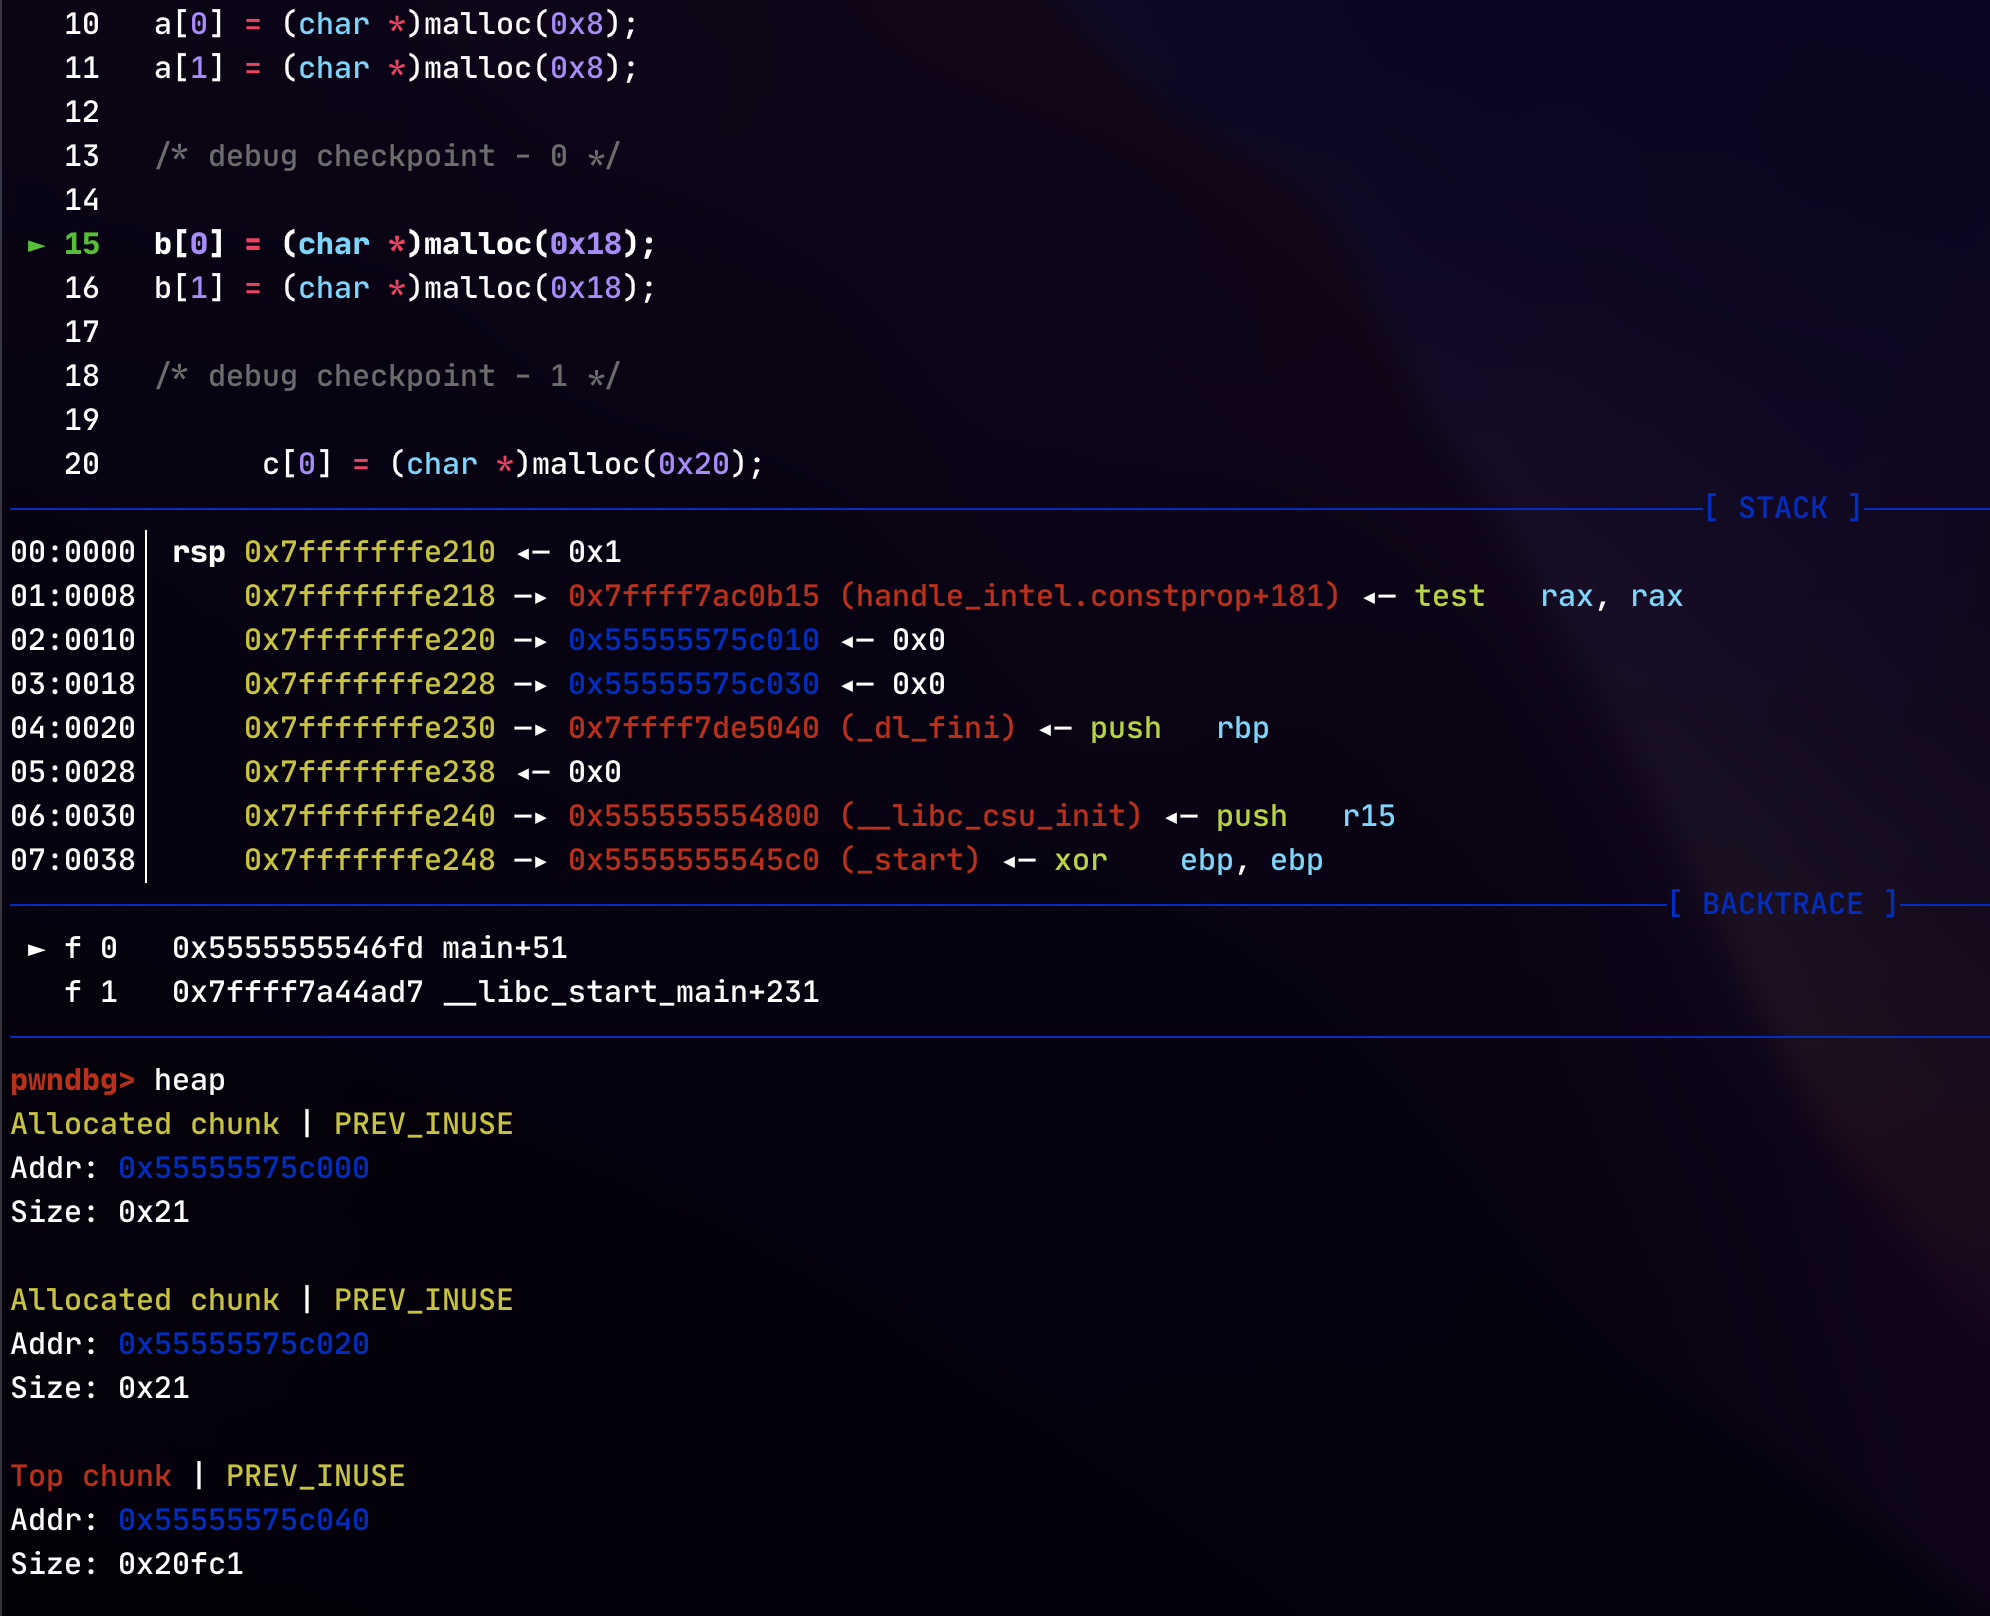 10   a[0] = (char *)malloc(0x8);
11   a[1] = (char *)malloc(0x8);
12
13   /* debug checkpoint - 0 */
14
► 15   b[0] = (char *)malloc(0x18);
16   b[1] = (char *)malloc(0x18);
17
18   /* debug checkpoint - 1 */
19
20         c[0] = (char *)malloc(0x20);
[ STACK ]
00:0000│ rsp 0x7fffffffe210 ◂— 0x1
01:0008│     0x7fffffffe218 —▸ 0x7ffff7ac0b15 (handle_intel.constprop+181) ◂— test   rax, rax
02:0010│     0x7fffffffe220 —▸ 0x55555575c010 ◂— 0x0
03:0018│     0x7fffffffe228 —▸ 0x55555575c030 ◂— 0x0
04:0020│     0x7fffffffe230 —▸ 0x7ffff7de5040 (_dl_fini) ◂— push   rbp
05:0028│     0x7fffffffe238 ◂— 0x0
06:0030│     0x7fffffffe240 —▸ 0x555555554800 (__libc_csu_init) ◂— push   r15
07:0038│     0x7fffffffe248 —▸ 0x5555555545c0 (_start) ◂— xor    ebp, ebp
[ BACKTRACE ]
► f 0   0x5555555546fd main+51
f 1   0x7ffff7a44ad7 __libc_start_main+231
pwndbg> heap
Allocated chunk | PREV_INUSE
Addr: 0x55555575c000
Size: 0x21
Allocated chunk | PREV_INUSE
Addr: 0x55555575c020
Size: 0x21
Top chunk | PREV_INUSE
Addr: 0x55555575c040
Size: 0x20fc1